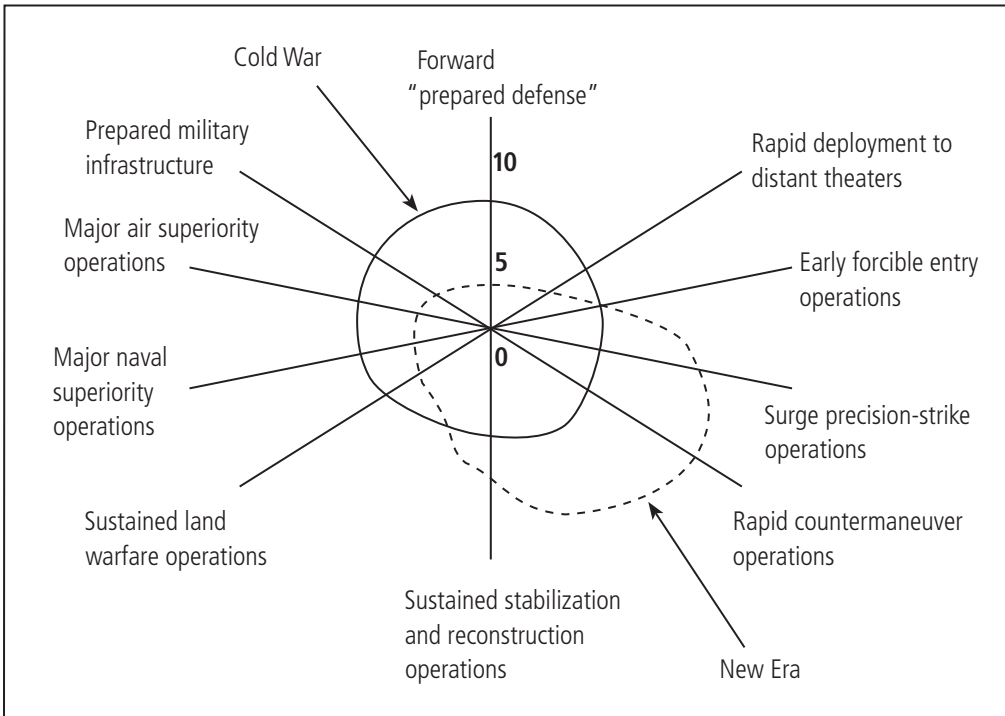 Cold War
Forward
“prepared defense”
Prepared military
infrastructure
10
Rapid deployment to
distant theaters
Major air superiority
operations
5
Early forcible entry
operations
0
Major naval
superiority
operations
Surge precision-strike
operations
Sustained land
warfare operations
Rapid countermaneuver
operations
Sustained stabilization
and reconstruction
operations
New Era